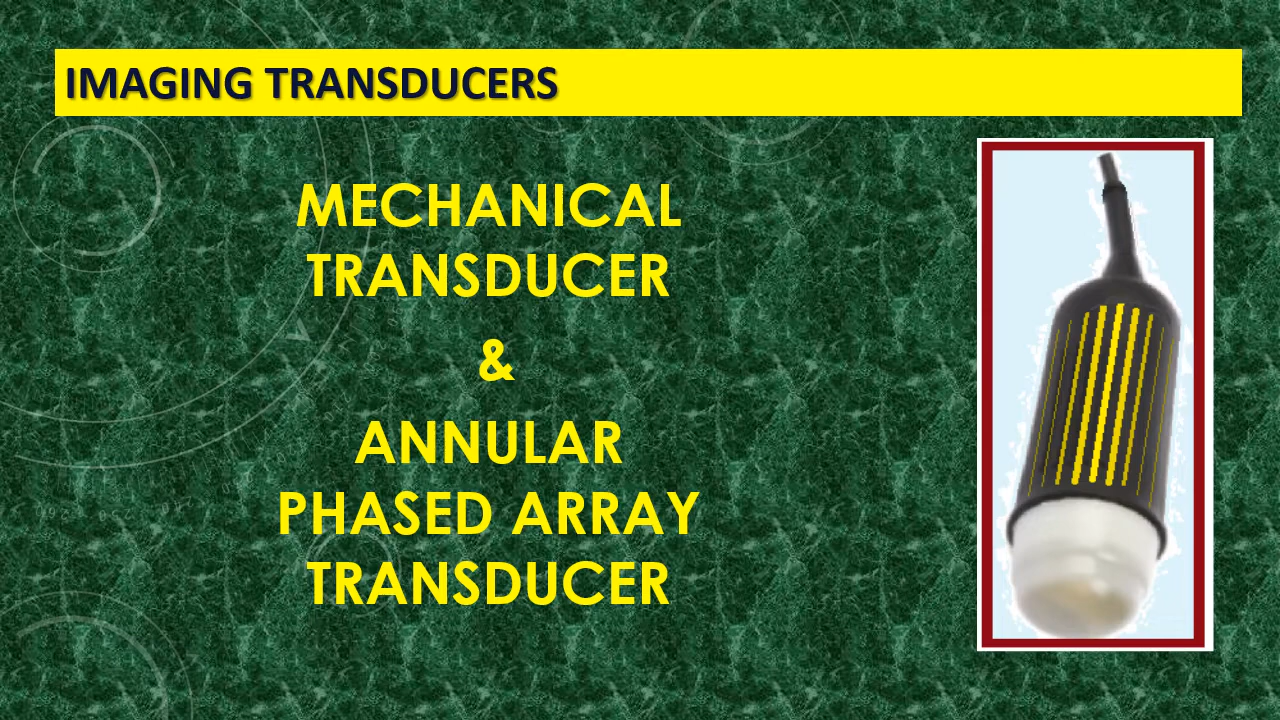 IMAGING TRANSDUCERS
MECHANICAL
TRANSDUCER
&
ANNULAR
PHASED ARRAY
TRANSDUCER